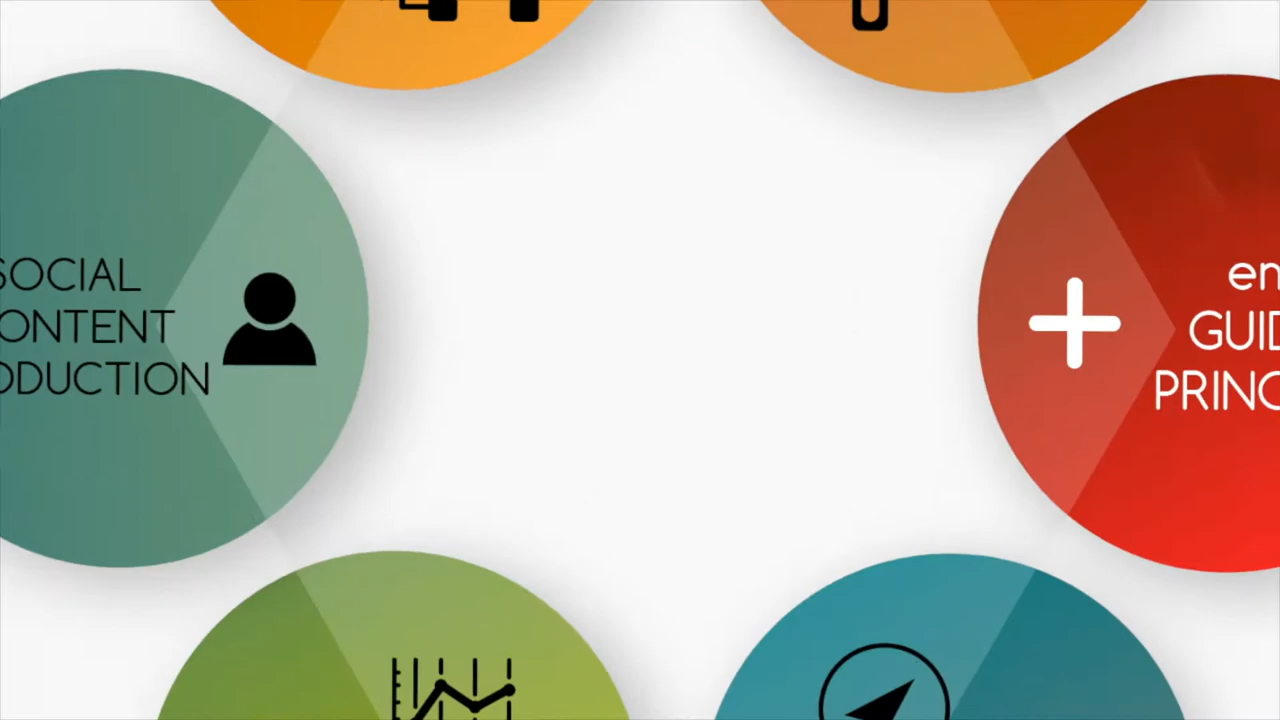 SOCIAL
ONTENT
ODUCTION
en
GUID
PRINC